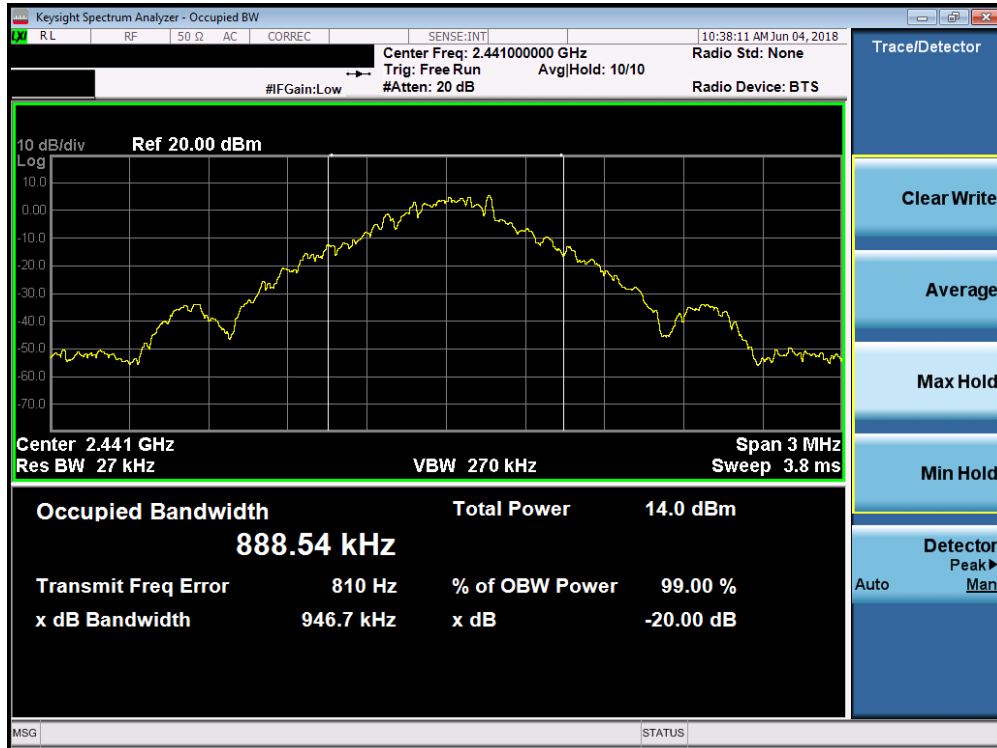 Keysight Spectrum Analyzer - Occupied BW
LXI RL RF 50 Ω AC CORREC SENSE:INT 10:38:11 AM Jun 04, 2018
Center Freq: 2.441000000 GHz Radio Std: None
Trig: Free Run Avg|Hold: 10/10
#IFGain:Low #Atten: 20 dB Radio Device: BTS
10 dB/div Ref 20.00 dBm
Log
10.0
0.00
-10.0
-20.0
-30.0
-40.0
-50.0
-60.0
-70.0
Center 2.441 GHz Span 3 MHz
Res BW 27 kHz VBW 270 kHz Sweep 3.8 ms
Occupied Bandwidth Total Power 14.0 dBm
888.54 kHz
Transmit Freq Error 810 Hz % of OBW Power 99.00 %
x dB Bandwidth 946.7 kHz x dB -20.00 dB
MSG STATUS
Trace/Detector
Clear Write
Average
Max Hold
Min Hold
Detector
Peak▶
Auto Man